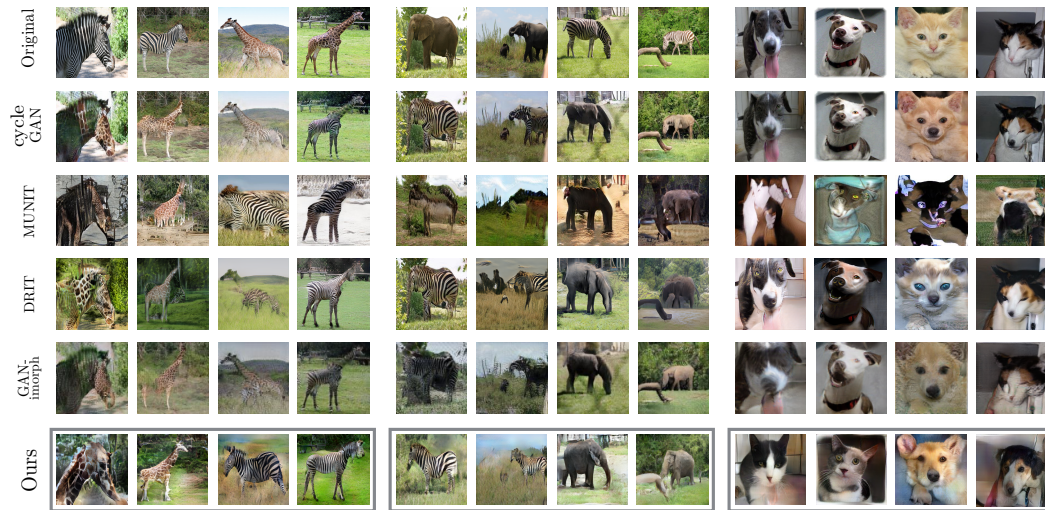 Original
cycle
GAN
MUNIT
DRIT
GAN-
imorph
Ours